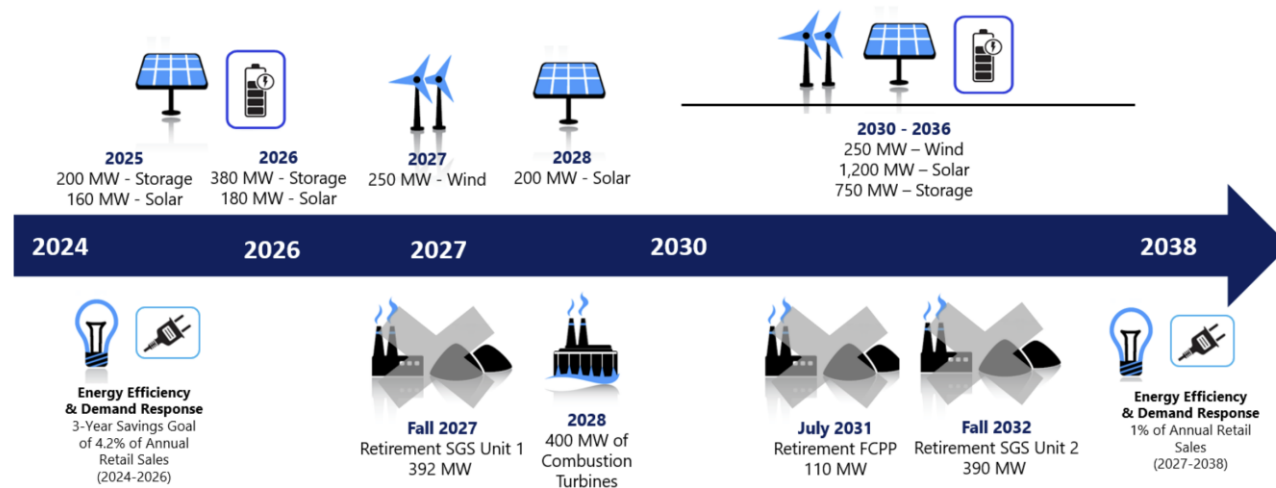 2025
200 MW - Storage
160 MW - Solar
2026
380 MW - Storage
180 MW - Solar
2027
250 MW - Wind
2028
200 MW - Solar
2030 - 2036
250 MW – Wind
1,200 MW – Solar
750 MW – Storage
2024
2026
2027
2030
2038
Energy Efficiency
& Demand Response
3-Year Savings Goal
of 4.2% of Annual
Retail Sales
(2024-2026)
Fall 2027
Retirement SGS Unit 1
392 MW
2028
400 MW of
Combustion
Turbines
July 2031
Retirement FCPP
110 MW
Fall 2032
Retirement SGS Unit 2
390 MW
Energy Efficiency
& Demand Response
1% of Annual Retail
Sales
(2027-2038)